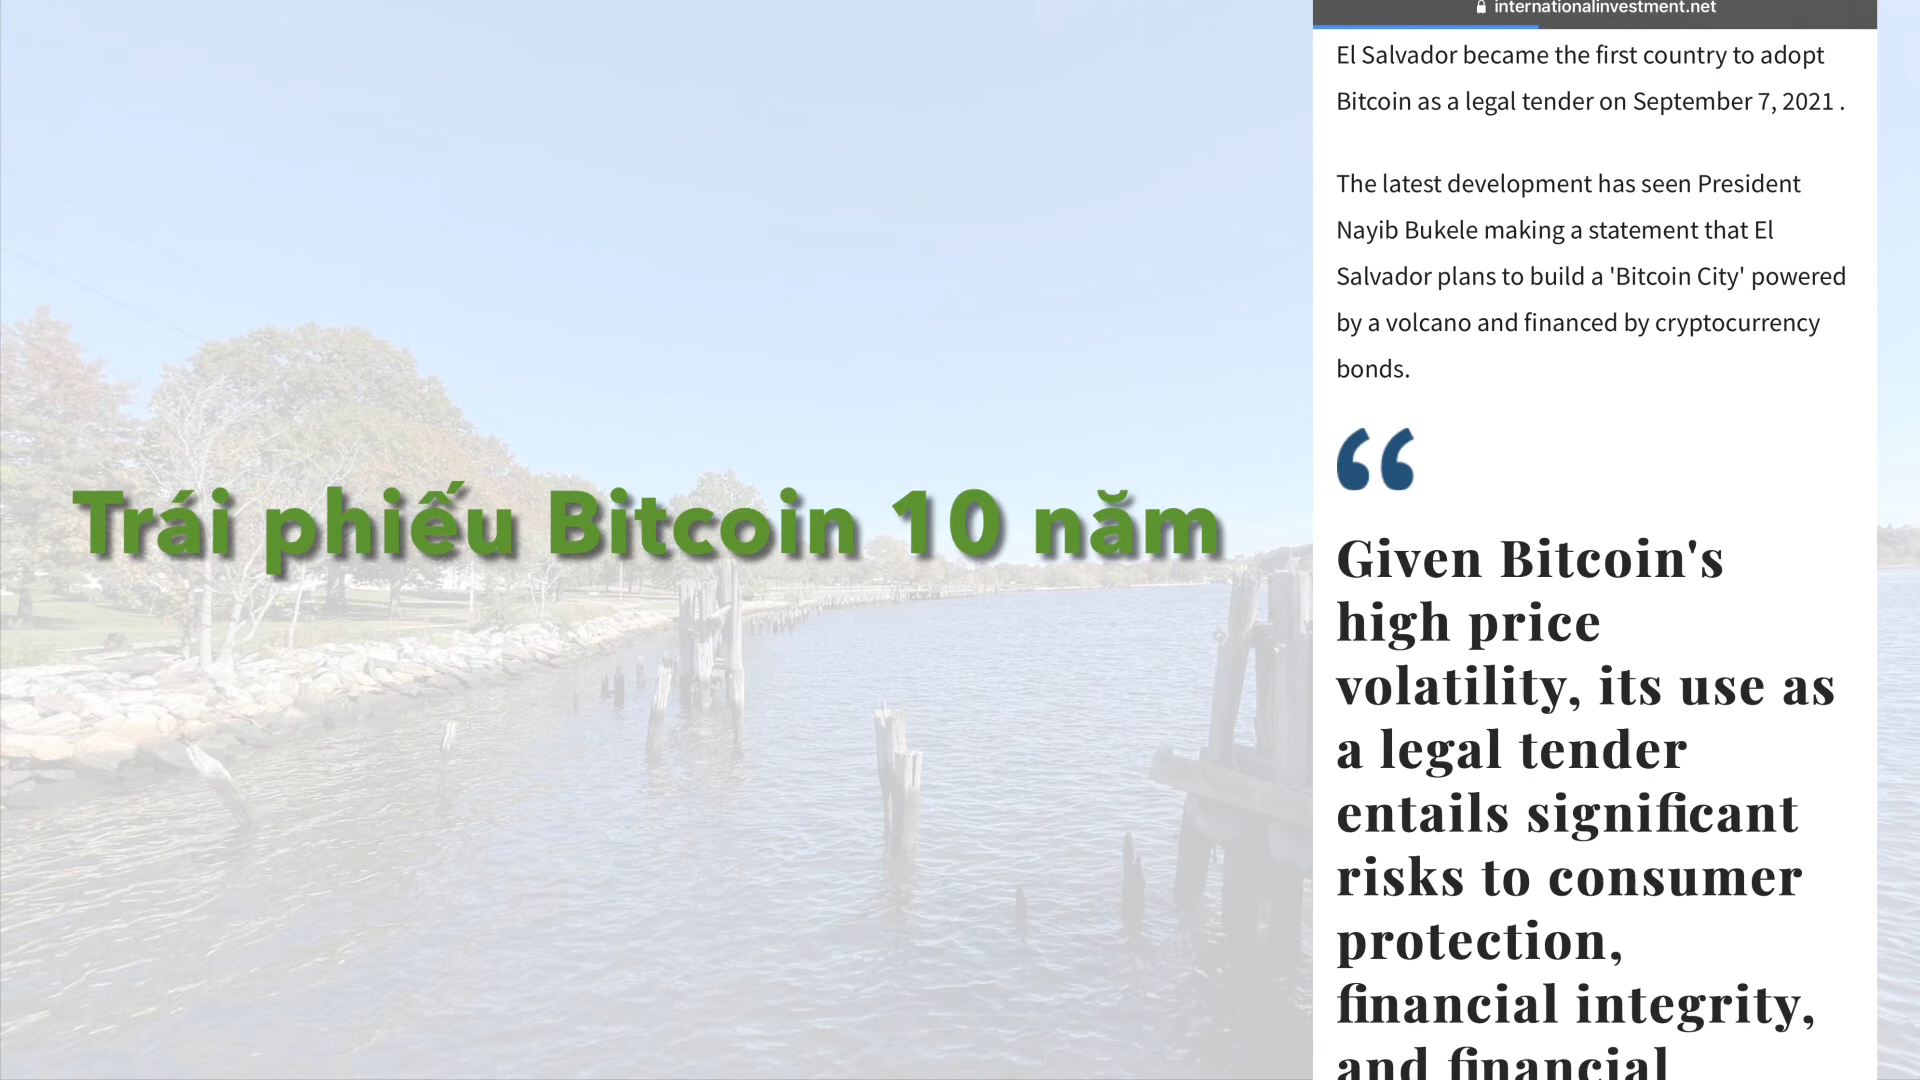 Trái phiếu Bitcoin 10 năm
internationalinvestment.net
El Salvador became the first country to adopt
Bitcoin as a legal tender on September 7, 2021 .
The latest development has seen President
Nayib Bukele making a statement that El
Salvador plans to build a 'Bitcoin City' powered
by a volcano and financed by cryptocurrency
bonds.
“
Given Bitcoin's
high price
volatility, its use as
a legal tender
entails significant
risks to consumer
protection,
financial integrity,
and financial